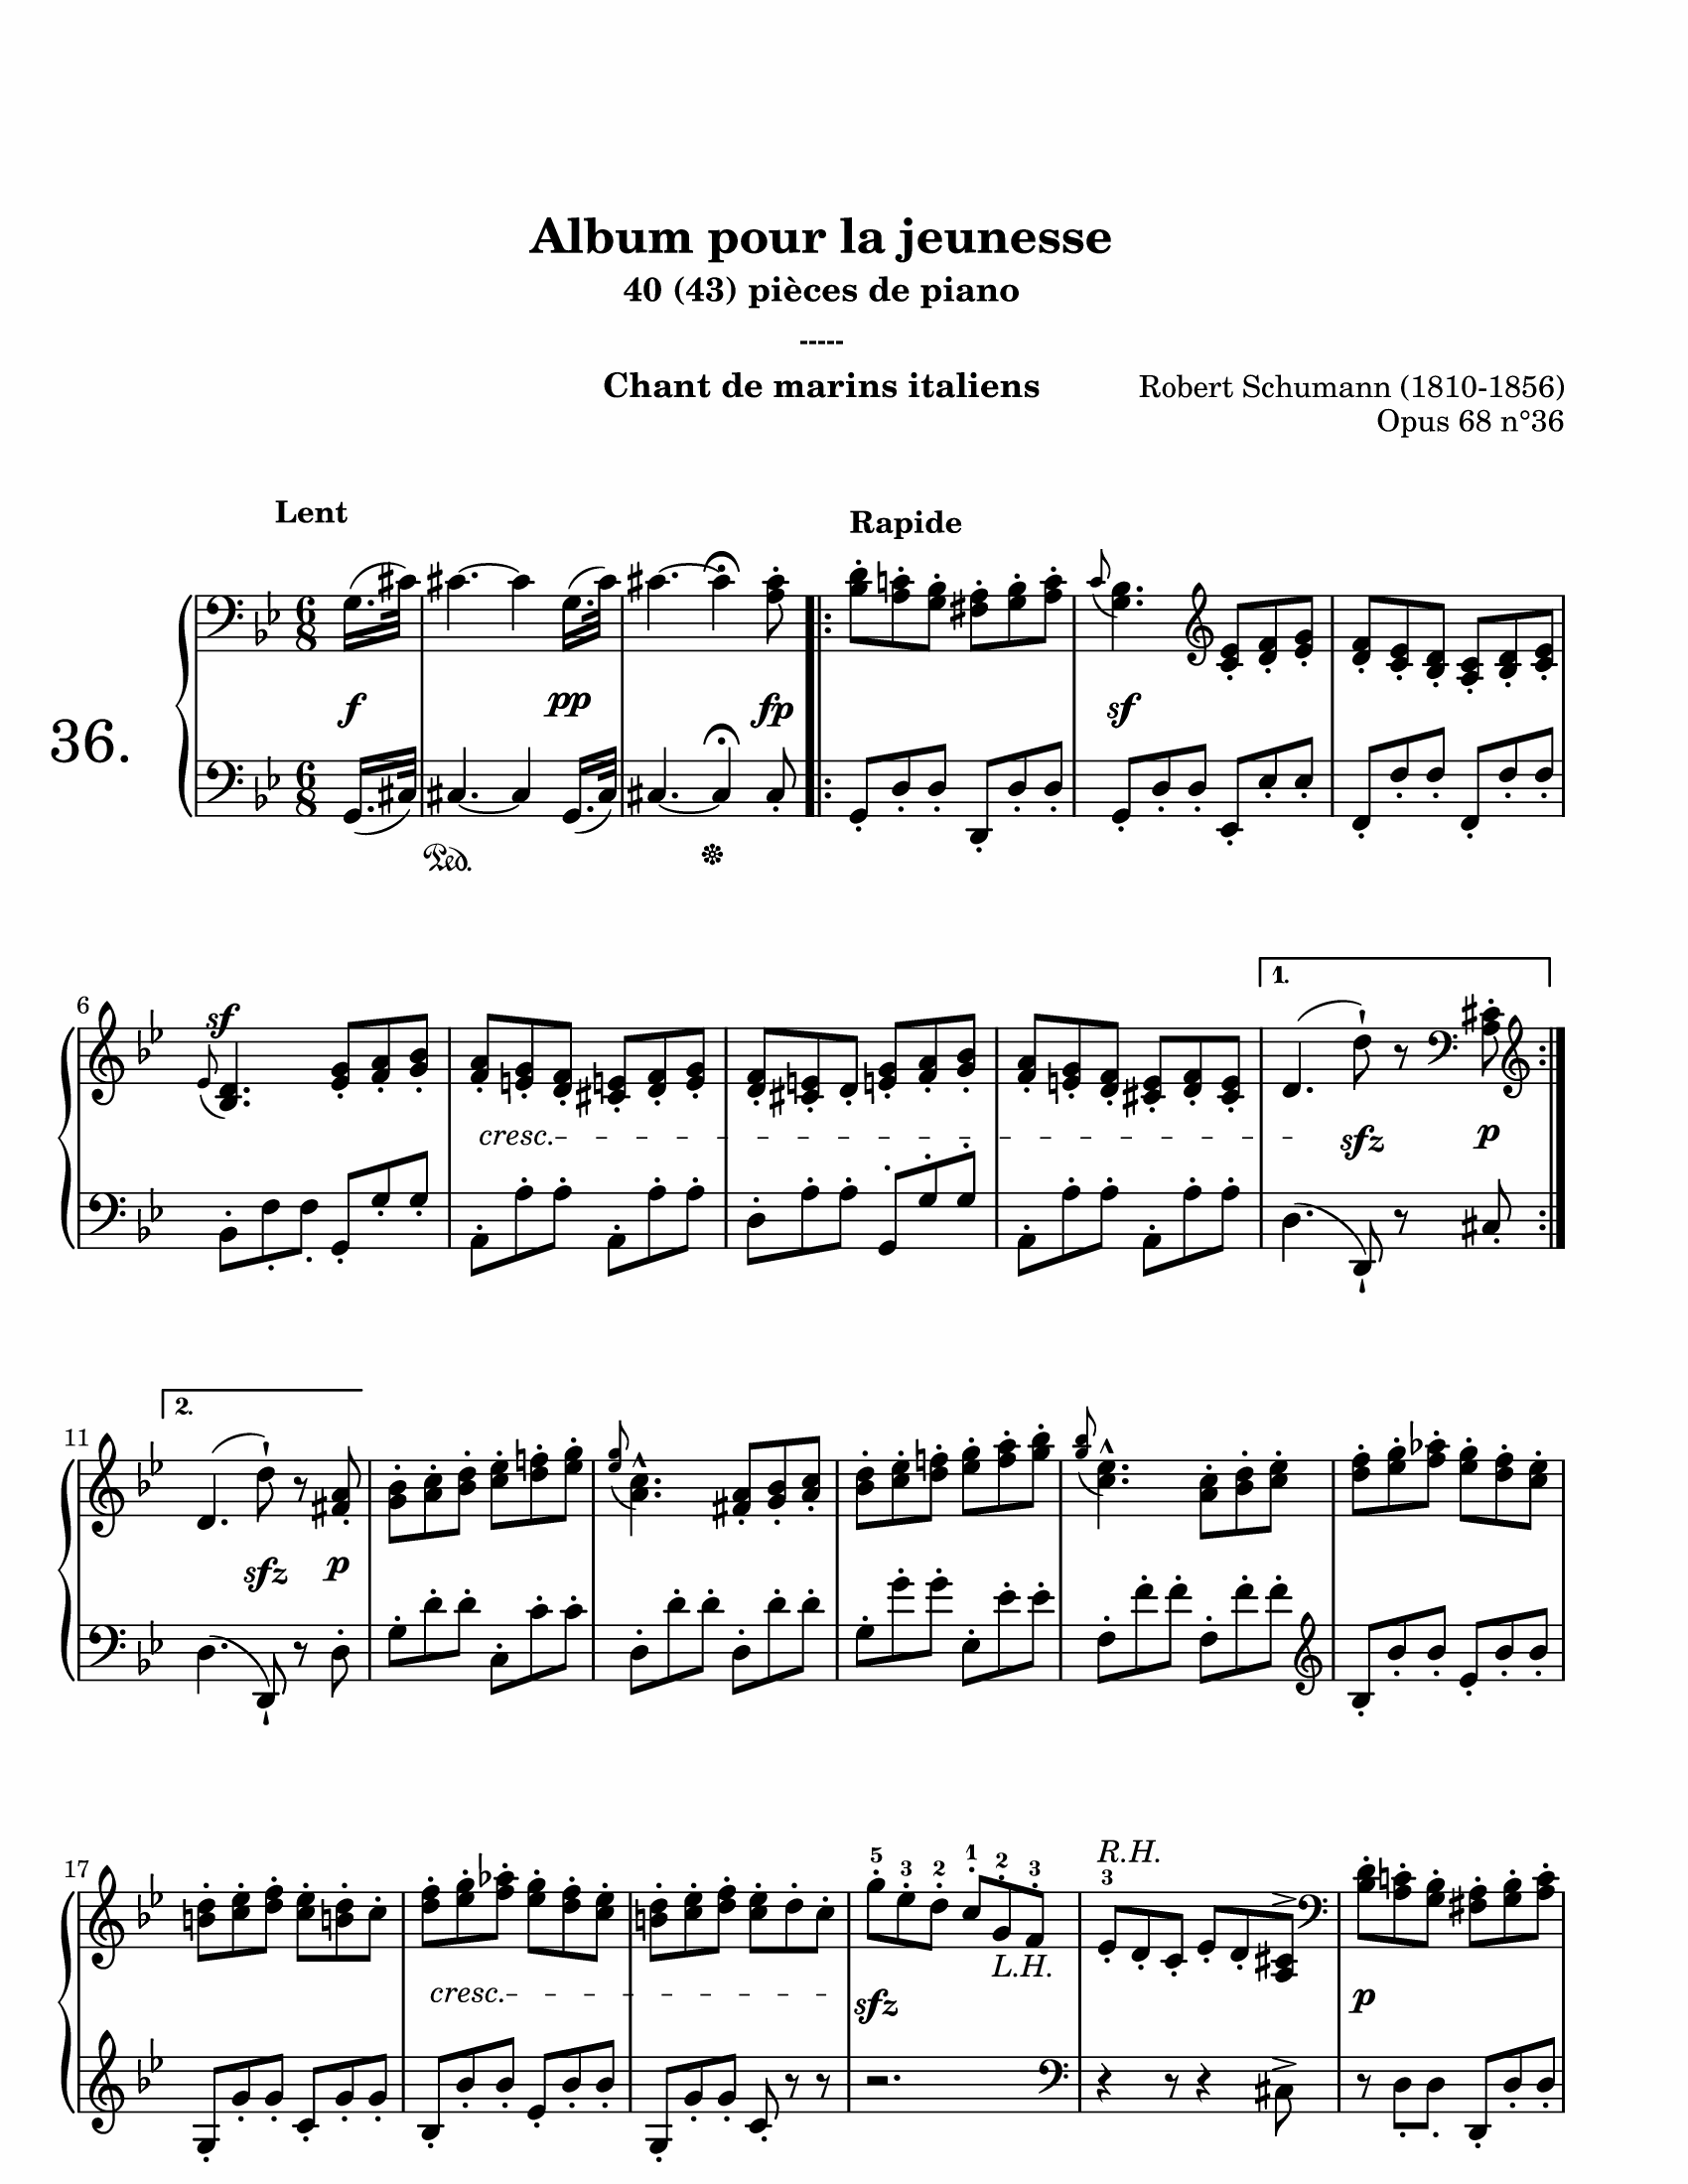 Album pour la jeunesse
40 (43) pièces de piano
-----
Chant de marins italiens
Robert Schumann (1810-1856)
Opus 68 n°36
Lent
Rapide
36.
6 8
f pp fp sf
6 8
6
1.
sf
cresc. sfz p
2.
11
sfz p
17
R.H.
5 3 2 1 2 3 3
L.H.
cresc. sfz p